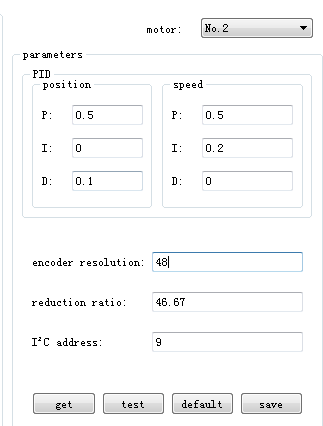 motor: No.2
parameters
PID
position speed
P: 0.5 P: 0.5
I: 0 I: 0.2
D: 0.1 D: 0
encoder resolution: 48
reduction ratio: 46.67
I²C address: 9
get test default save